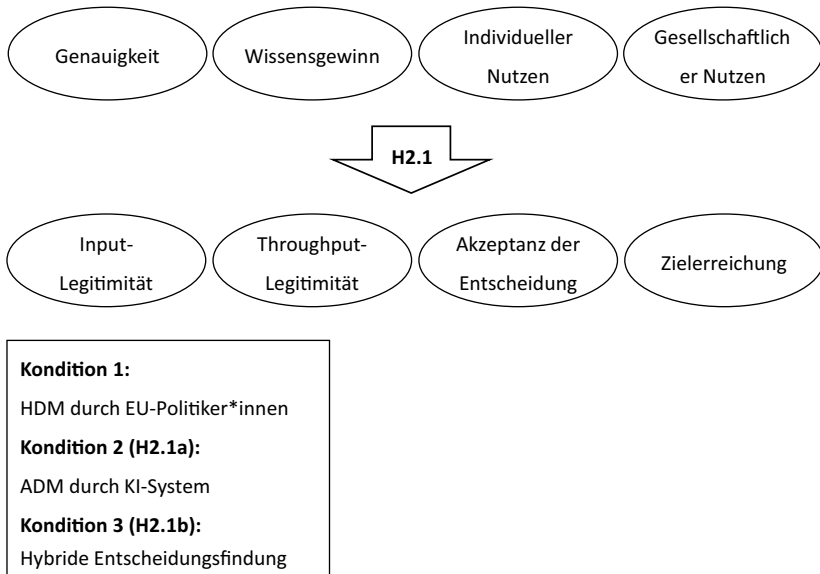 Genauigkeit
Wissensgewinn
Individueller
Nutzen
Gesellschaftlich
er Nutzen
H2.1
Input-
Legitimität
Throughput-
Legitimität
Akzeptanz der
Entscheidung
Zielerreichung
Kondition 1:
HDM durch EU-Politiker*innen
Kondition 2 (H2.1a):
ADM durch KI-System
Kondition 3 (H2.1b):
Hybride Entscheidungsfindung